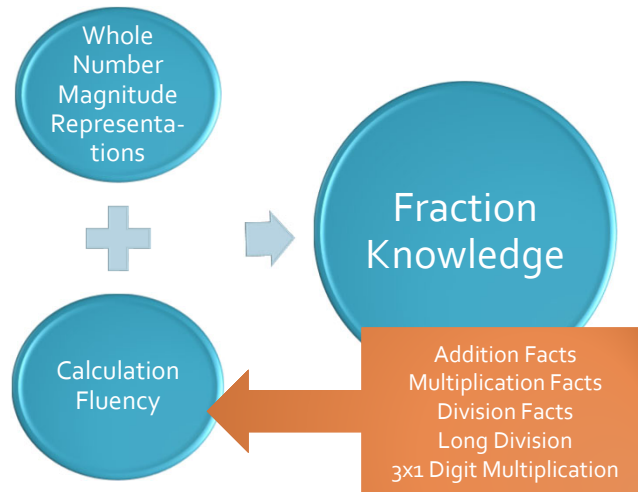 Whole
Number
Magnitude
Representa-
tions
Fraction
Knowledge
Calculation
Fluency
Addition Facts
Multiplication Facts
Division Facts
Long Division
3x1 Digit Multiplication